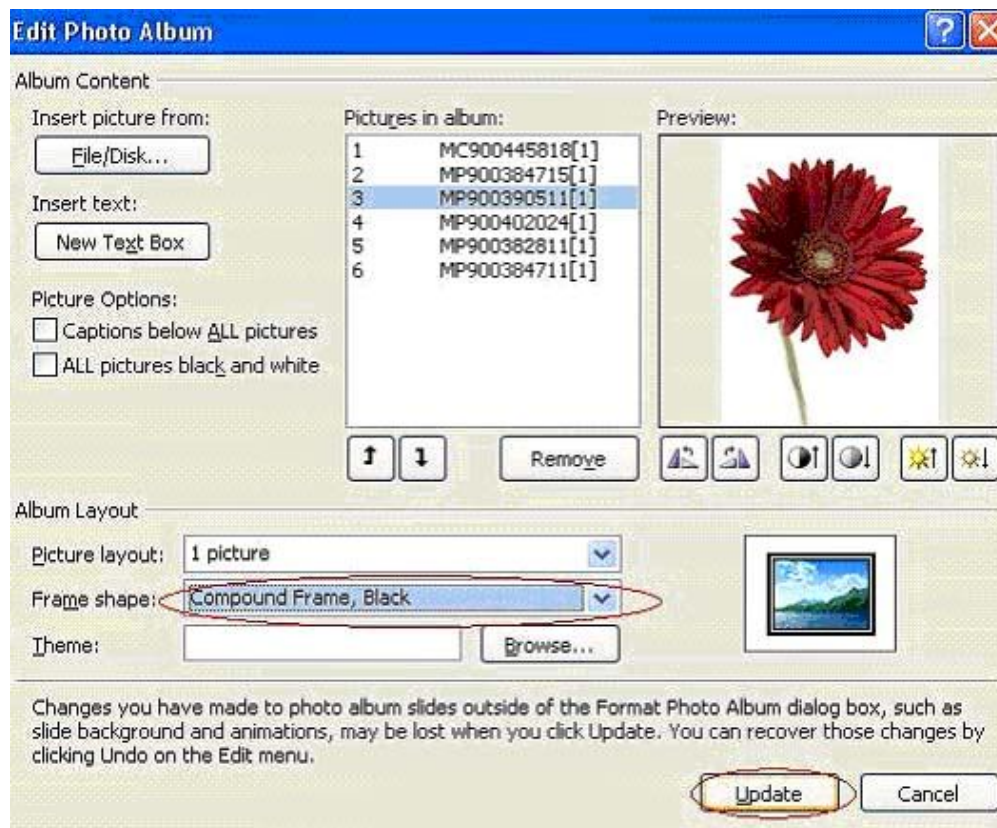 Edit Photo Album
Album Content
Insert picture from:
File/Disk...
Insert text:
New Text Box
Picture Options:
Captions below ALL pictures
ALL pictures black and white
Pictures in album:
1 MC900445818[1]
2 MP900384715[1]
3 MP900390511[1]
4 MP900402024[1]
5 MP900382811[1]
6 MP900384711[1]
Remove
Preview:
Album Layout
Picture layout: 1 picture
Frame shape: Compound Frame, Black
Theme:
Browse...
Changes you have made to photo album slides outside of the Format Photo Album dialog box, such as
slide background and animations, may be lost when you click Update. You can recover those changes by
clicking Undo on the Edit menu.
Update Cancel